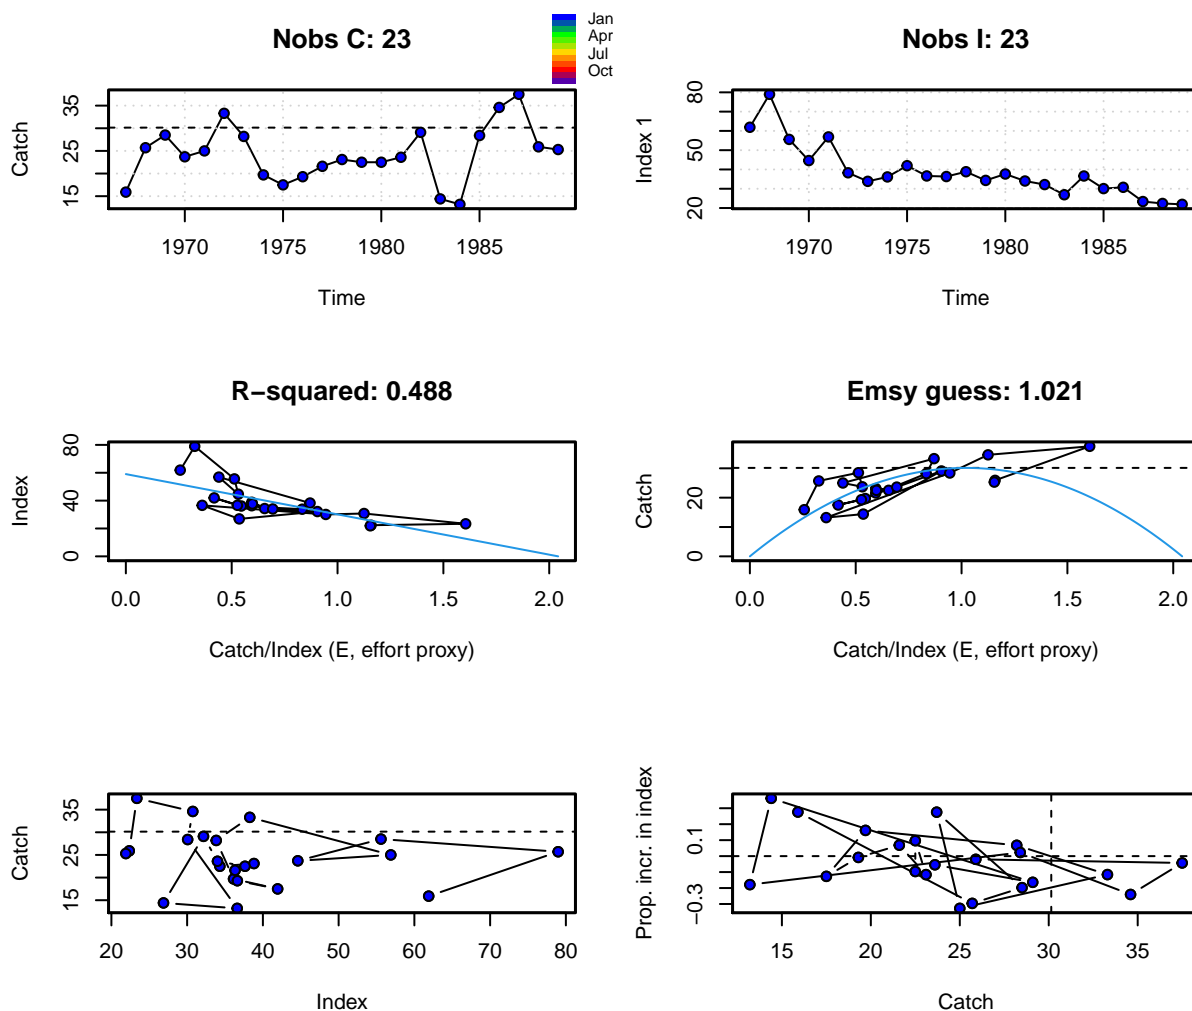 Nobs C: 23
Jan
Apr
Jul
Oct
Catch
15
25
35
1970
1975
1980
1985
Time
Nobs I: 23
Index 1
20
50
80
1970
1975
1980
1985
Time
R−squared: 0.488
Index
0
40
80
0.0
0.5
1.0
1.5
2.0
Catch/Index (E, effort proxy)
Emsy guess: 1.021
Catch
0
20
0.0
0.5
1.0
1.5
2.0
Catch/Index (E, effort proxy)
Catch
15
25
35
20
30
40
50
60
70
80
Index
Prop. incr. in index
−0.3
0.1
15
20
25
30
35
Catch